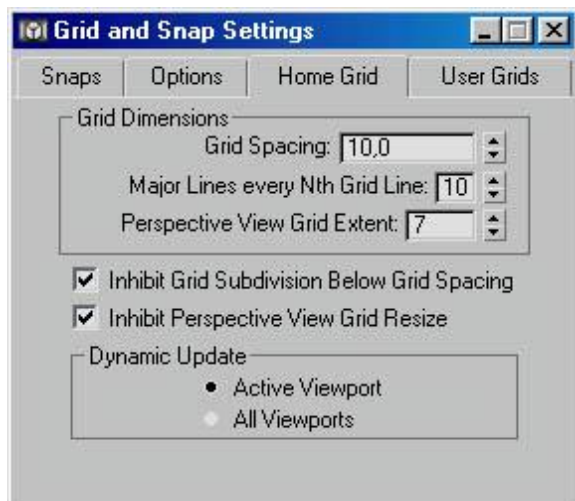 Grid and Snap Settings
Snaps Options Home Grid User Grids
Grid Dimensions
Grid Spacing: 10,0
Major Lines every Nth Grid Line: 10
Perspective View Grid Extent: 7
Inhibit Grid Subdivision Below Grid Spacing
Inhibit Perspective View Grid Resize
Dynamic Update
Active Viewport
All Viewports